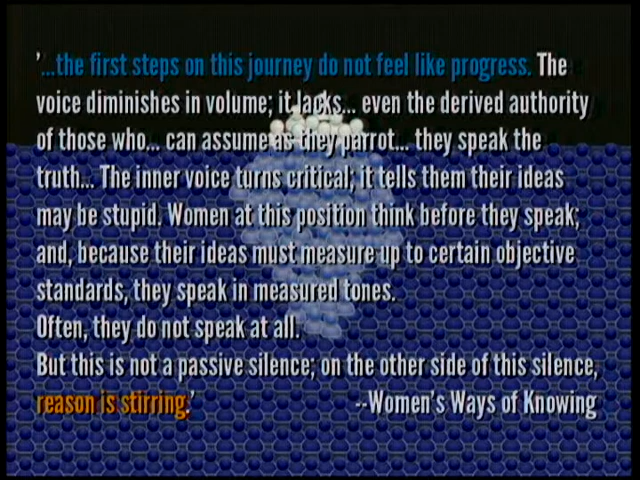 '...the first steps on this journey do not feel like progress. The
voice diminishes in volume; it lacks... even the derived authority
of those who... can assume as they parrot... they speak the
truth... The inner voice turns critical; it tells them their ideas
may be stupid. Women at this position think before they speak;
and, because their ideas must measure up to certain objective
standards, they speak in measured tones.
Often, they do not speak at all.
But this is not a passive silence; on the other side of this silence,
reason is stirring.' --Women's Ways of Knowing